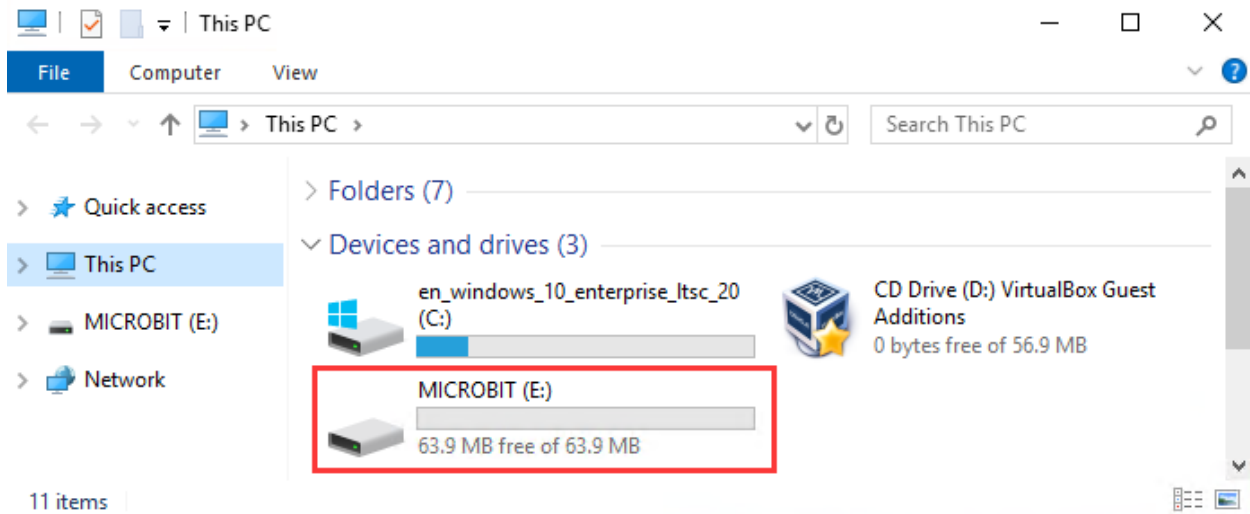 This PC
File Computer View
This PC
Search This PC
Quick access
This PC
MICROBIT (E:)
Network
Folders (7)
Devices and drives (3)
en_windows_10_enterprise_ltsc_20
(C:)
CD Drive (D:) VirtualBox Guest
Additions
0 bytes free of 56.9 MB
MICROBIT (E:)
63.9 MB free of 63.9 MB
11 items